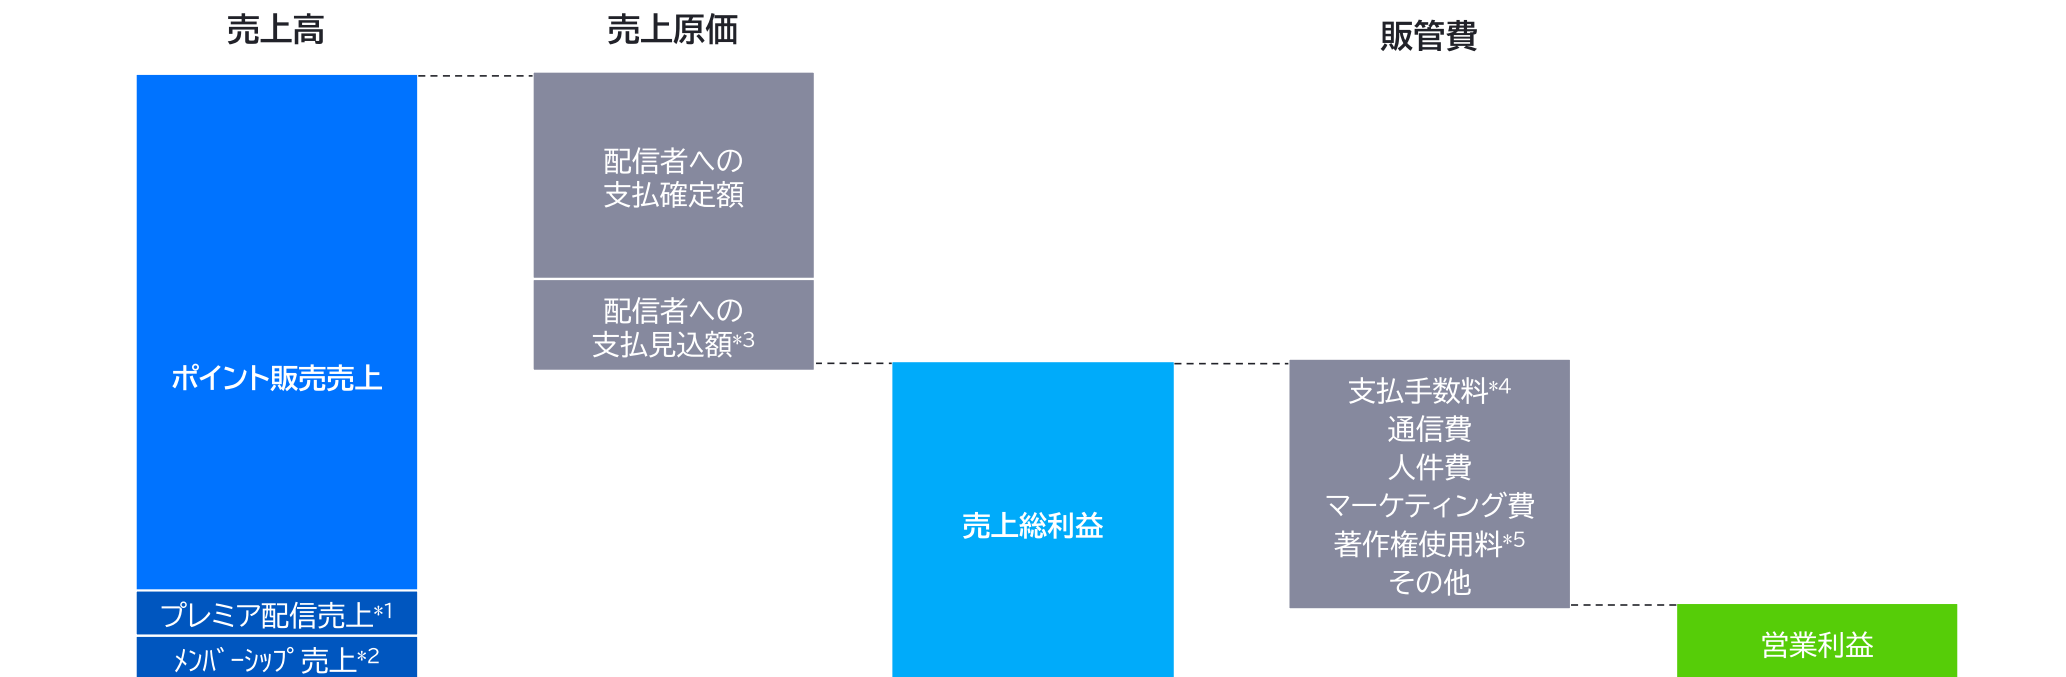 売上高
売上原価
販管費
ポイント販売売上
プレミア配信売上*1
ﾒﾝﾊﾞｰｼｯﾌﾟ売上*2
配信者への
支払確定額
配信者への
支払見込額*3
売上総利益
支払手数料*4
通信費
人件費
マーケティング費
著作権使用料*5
その他
営業利益